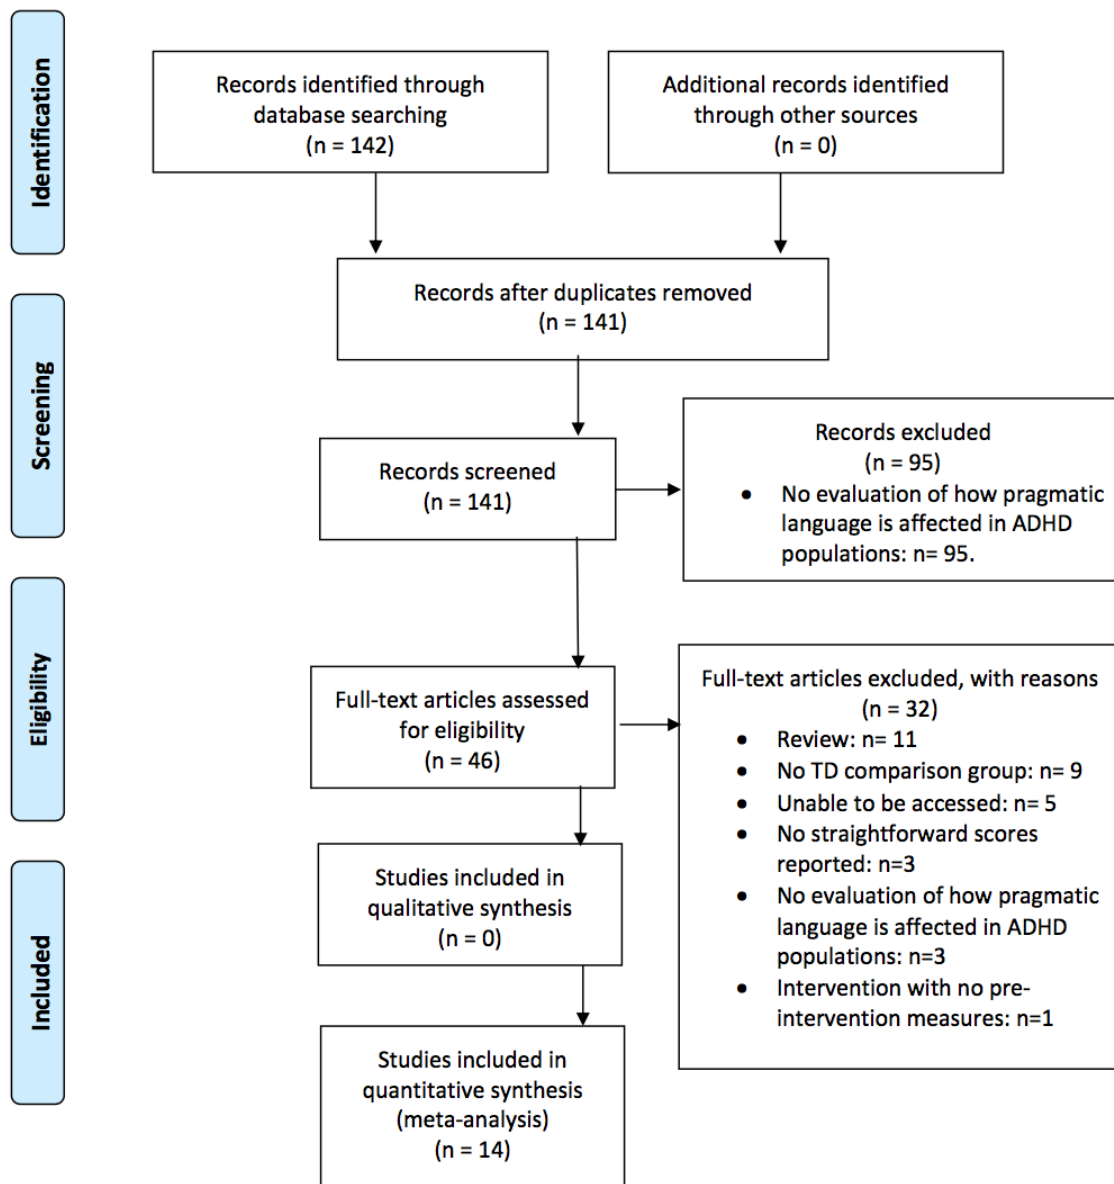 Identification
Records identified through
database searching
(n = 142)
Additional records identified
through other sources
(n = 0)
Records after duplicates removed
(n = 141)
Screening
Records screened
(n = 141)
Records excluded
(n = 95)
• No evaluation of how pragmatic
language is affected in ADHD
populations: n= 95.
Eligibility
Full-text articles assessed
for eligibility
(n = 46)
Full-text articles excluded, with reasons
(n = 32)
• Review: n= 11
• No TD comparison group: n= 9
• Unable to be accessed: n= 5
• No straightforward scores
reported: n=3
• No evaluation of how pragmatic
language is affected in ADHD
populations: n=3
• Intervention with no pre-
intervention measures: n=1
Included
Studies included in
qualitative synthesis
(n = 0)
Studies included in
quantitative synthesis
(meta-analysis)
(n = 14)